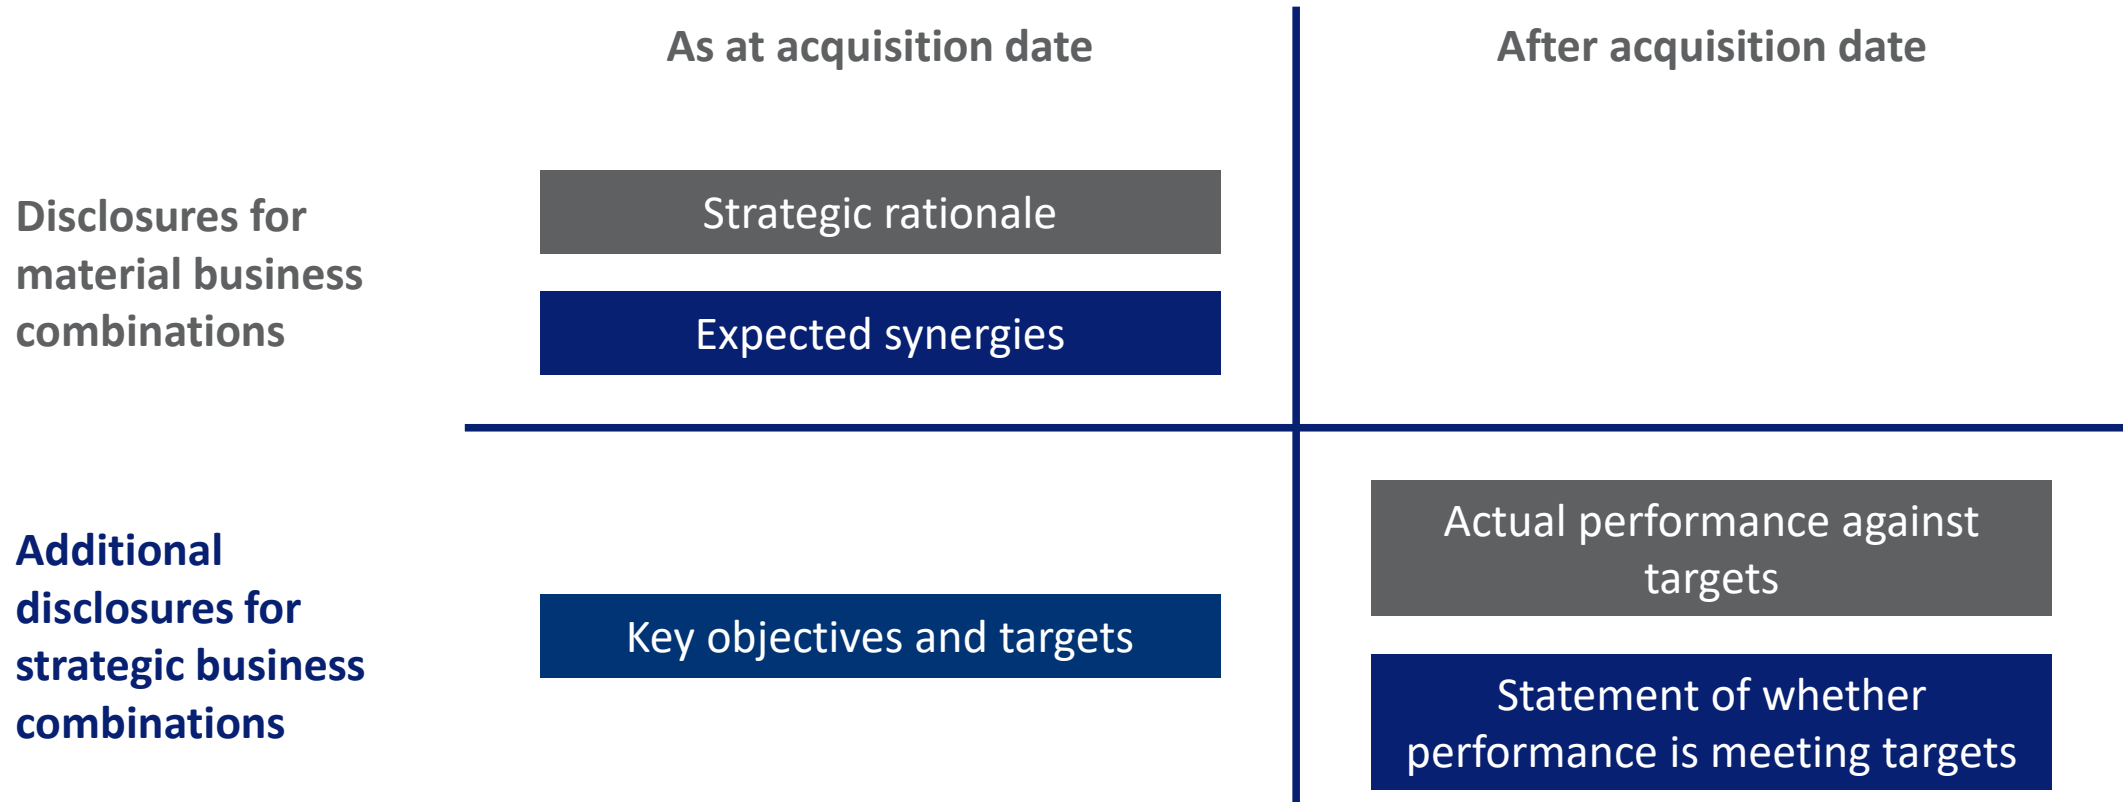 As at acquisition date
After acquisition date
Disclosures for
material business
combinations
Strategic rationale
Expected synergies
Additional
disclosures for
strategic business
combinations
Key objectives and targets
Actual performance against
targets
Statement of whether
performance is meeting targets